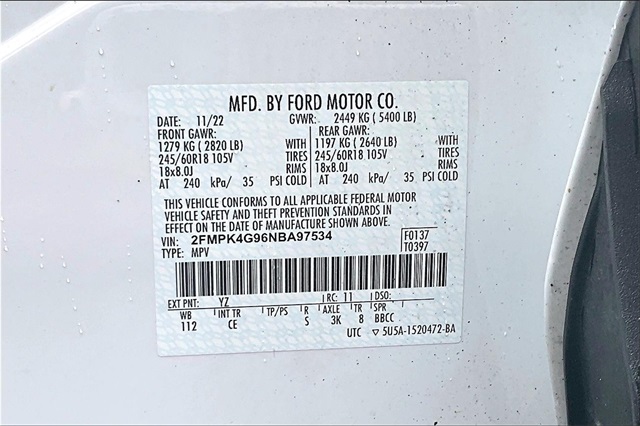 MFD. BY FORD MOTOR CO.
DATE: 11/22 GVWR: 2449 KG ( 5400 LB)
FRONT GAWR: REAR GAWR:
1279 KG ( 2820 LB) WITH 1197 KG ( 2640 LB) WITH
245/60R18 105V TIRES 245/60R18 105V TIRES
18x8.0J RIMS 18x8.0J RIMS
AT 240 kPa/ 35 PSI COLD AT 240 kPa/ 35 PSI COLD
THIS VEHICLE CONFORMS TO ALL APPLICABLE FEDERAL MOTOR
VEHICLE SAFETY AND THEFT PREVENTION STANDARDS IN
EFFECT ON THE DATE OF MANUFACTURE SHOWN ABOVE.
VIN: 2FMPK4G96NBA97534 F0137
TYPE: MPV T0397
EXT PNT: YZ RC: 11 DSO:
WB INT TR TP/PS R AXLE TR SPR
112 CE S 3K 8 BBCC
UTC ▽ 5U5A-1520472-BA